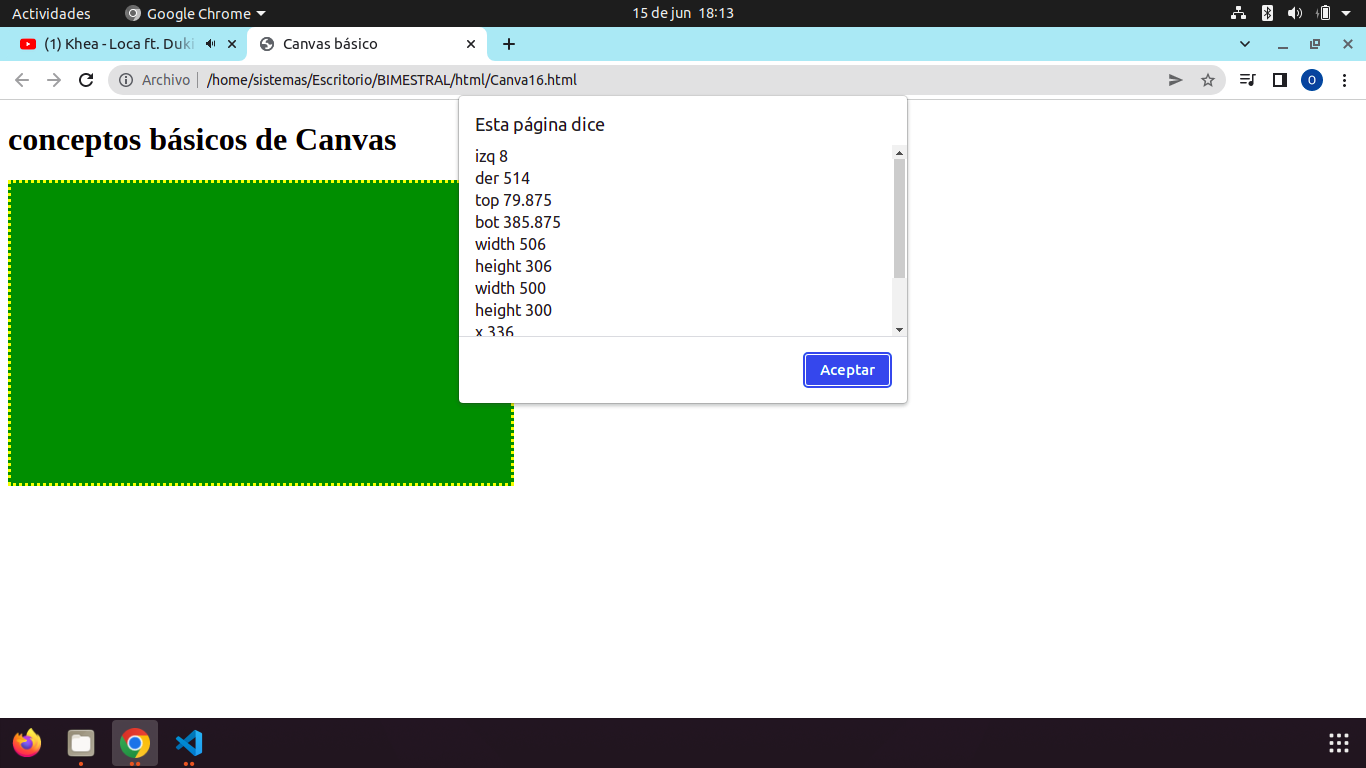 Actividades
Google Chrome
15 de jun 18:13
(1) Khea - Loca ft. Duki
Canvas básico
Archivo
/home/sistemas/Escritorio/BIMESTRAL/html/Canva16.html
O
conceptos básicos de Canvas
Esta página dice
izq 8
der 514
top 79.875
bot 385.875
width 506
height 306
width 500
height 300
x 336
Aceptar